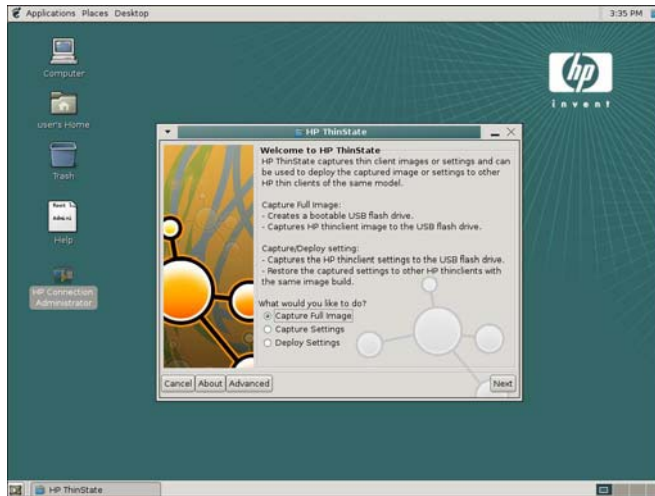 Applications Places Desktop
3:35 PM
Computer
user's Home
Trash
Help
HP Connection
Administrator
hp
invent
HP ThinState
Welcome to HP ThinState
HP ThinState captures thin client images or settings and can
be used to deploy the captured image or settings to other
HP thin clients of the same model.
Capture Full Image:
- Creates a bootable USB flash drive.
- Captures HP thinclient image to the USB flash drive.
Capture/Deploy setting:
- Captures the HP thinclient settings to the USB flash drive.
- Restore the captured settings to other HP thinclients with
the same image build.
What would you like to do?
Capture Full Image
Capture Settings
Deploy Settings
Cancel About Advanced
Next
HP ThinState